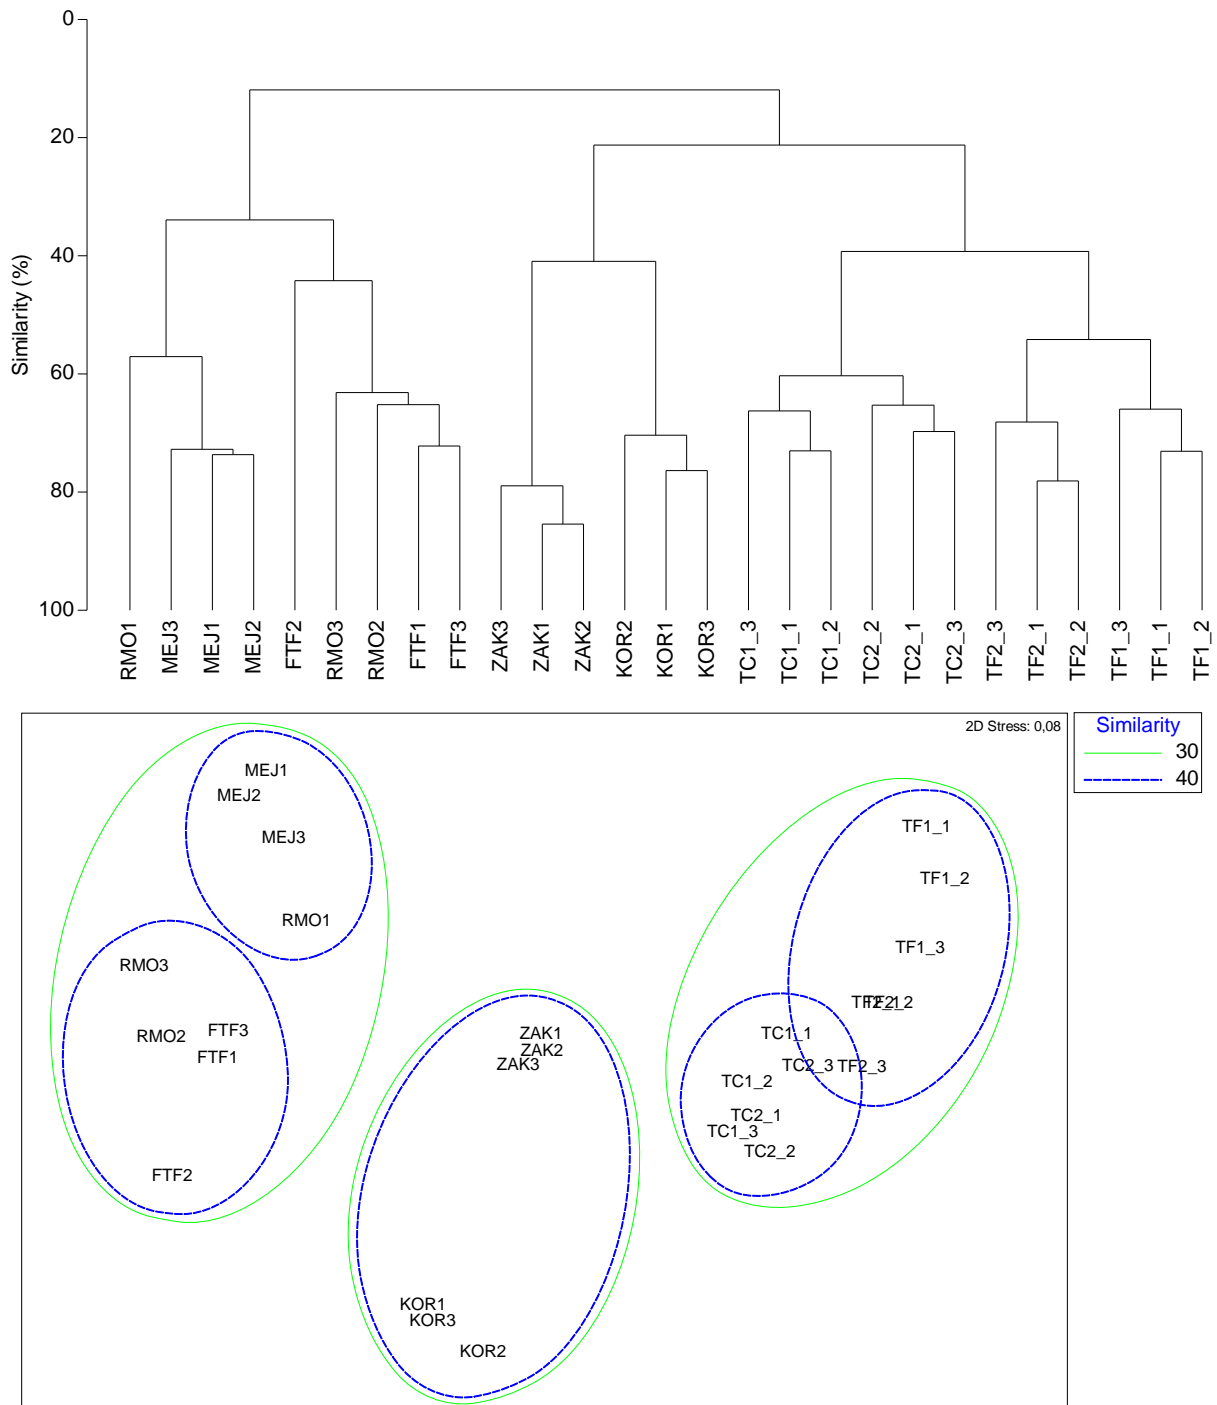 0
20
40
60
80
100
Similarity (%)
RMO1 MEJ3 MEJ1 MEJ2 FTF2 RMO3 RMO2 FTF1 FTF3 ZAK3 ZAK1 ZAK2 KOR2 KOR1 KOR3 TC1_3 TC1_1 TC1_2 TC2_2 TC2_1 TC2_3 TF2_3 TF2_1 TF2_2 TF1_3 TF1_1 TF1_2
2D Stress: 0,08
Similarity
30
40
MEJ1
MEJ2
MEJ3
RMO1
RMO3
RMO2
FTF3
FTF1
FTF2
ZAK1
ZAK2
ZAK3
KOR1
KOR3
KOR2
TF1_1
TF1_2
TF1_3
TF2_1
TF2_2
TF2_3
TC1_1
TC2_3
TC1_2
TC2_1
TC1_3
TC2_2